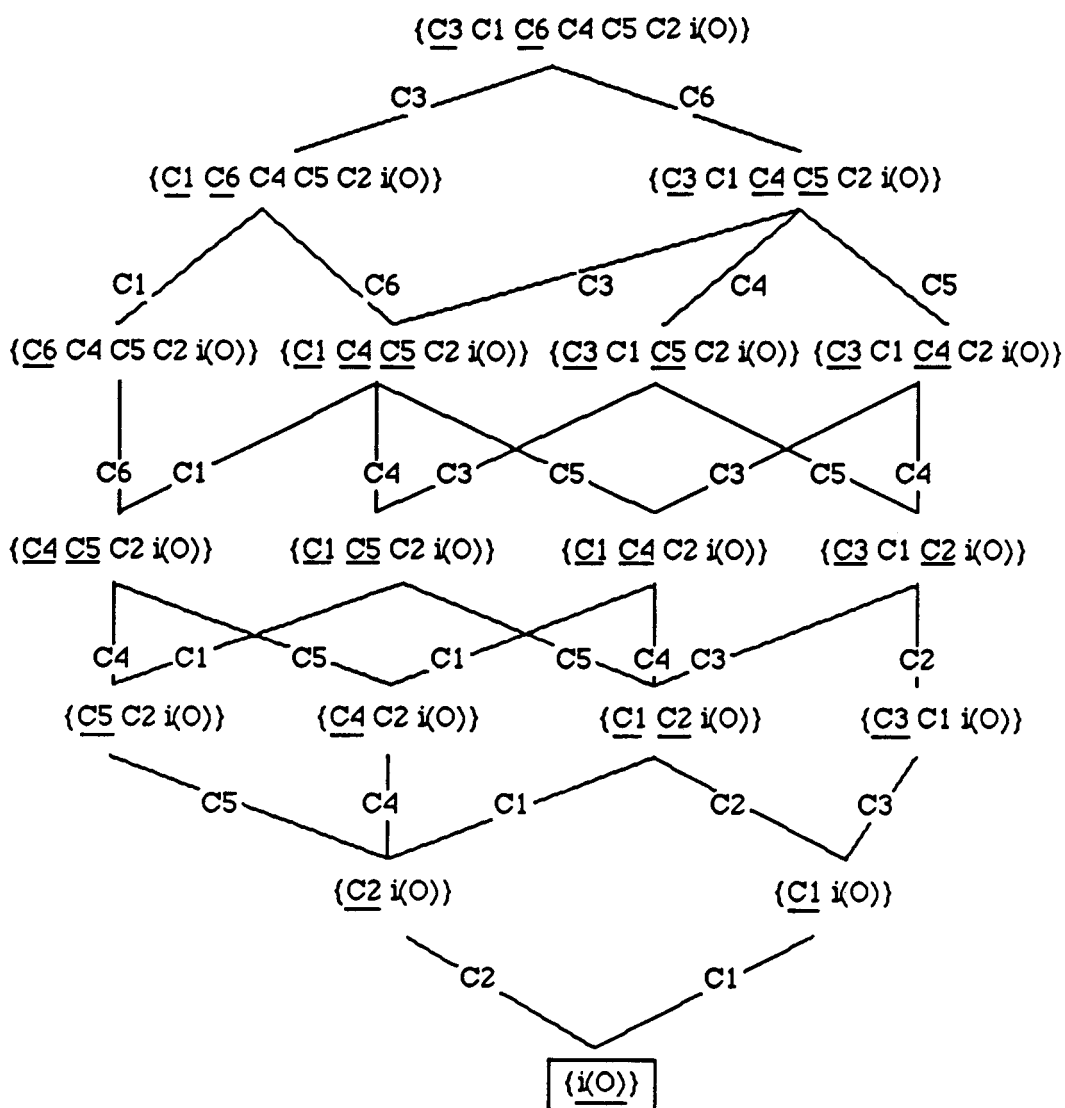 {C3 C1 C6 C4 C5 C2 i(O)}
C3 C6
{C1 C6 C4 C5 C2 i(O)} {C3 C1 C4 C5 C2 i(O)}
C1 C6 C3 C4 C5
{C6 C4 C5 C2 i(O)} {C1 C4 C5 C2 i(O)} {C3 C1 C5 C2 i(O)} {C3 C1 C4 C2 i(O)}
C6 C1 C4 C3 C5 C3 C5 C4
{C4 C5 C2 i(O)} {C1 C5 C2 i(O)} {C1 C4 C2 i(O)} {C3 C1 C2 i(O)}
C4 C1 C5 C1 C5 C4 C3 C2
{C5 C2 i(O)} {C4 C2 i(O)} {C1 C2 i(O)} {C3 C1 i(O)}
C5 C4 C1 C2 C3
{C2 i(O)} {C1 i(O)}
C2 C1
{i(O)}